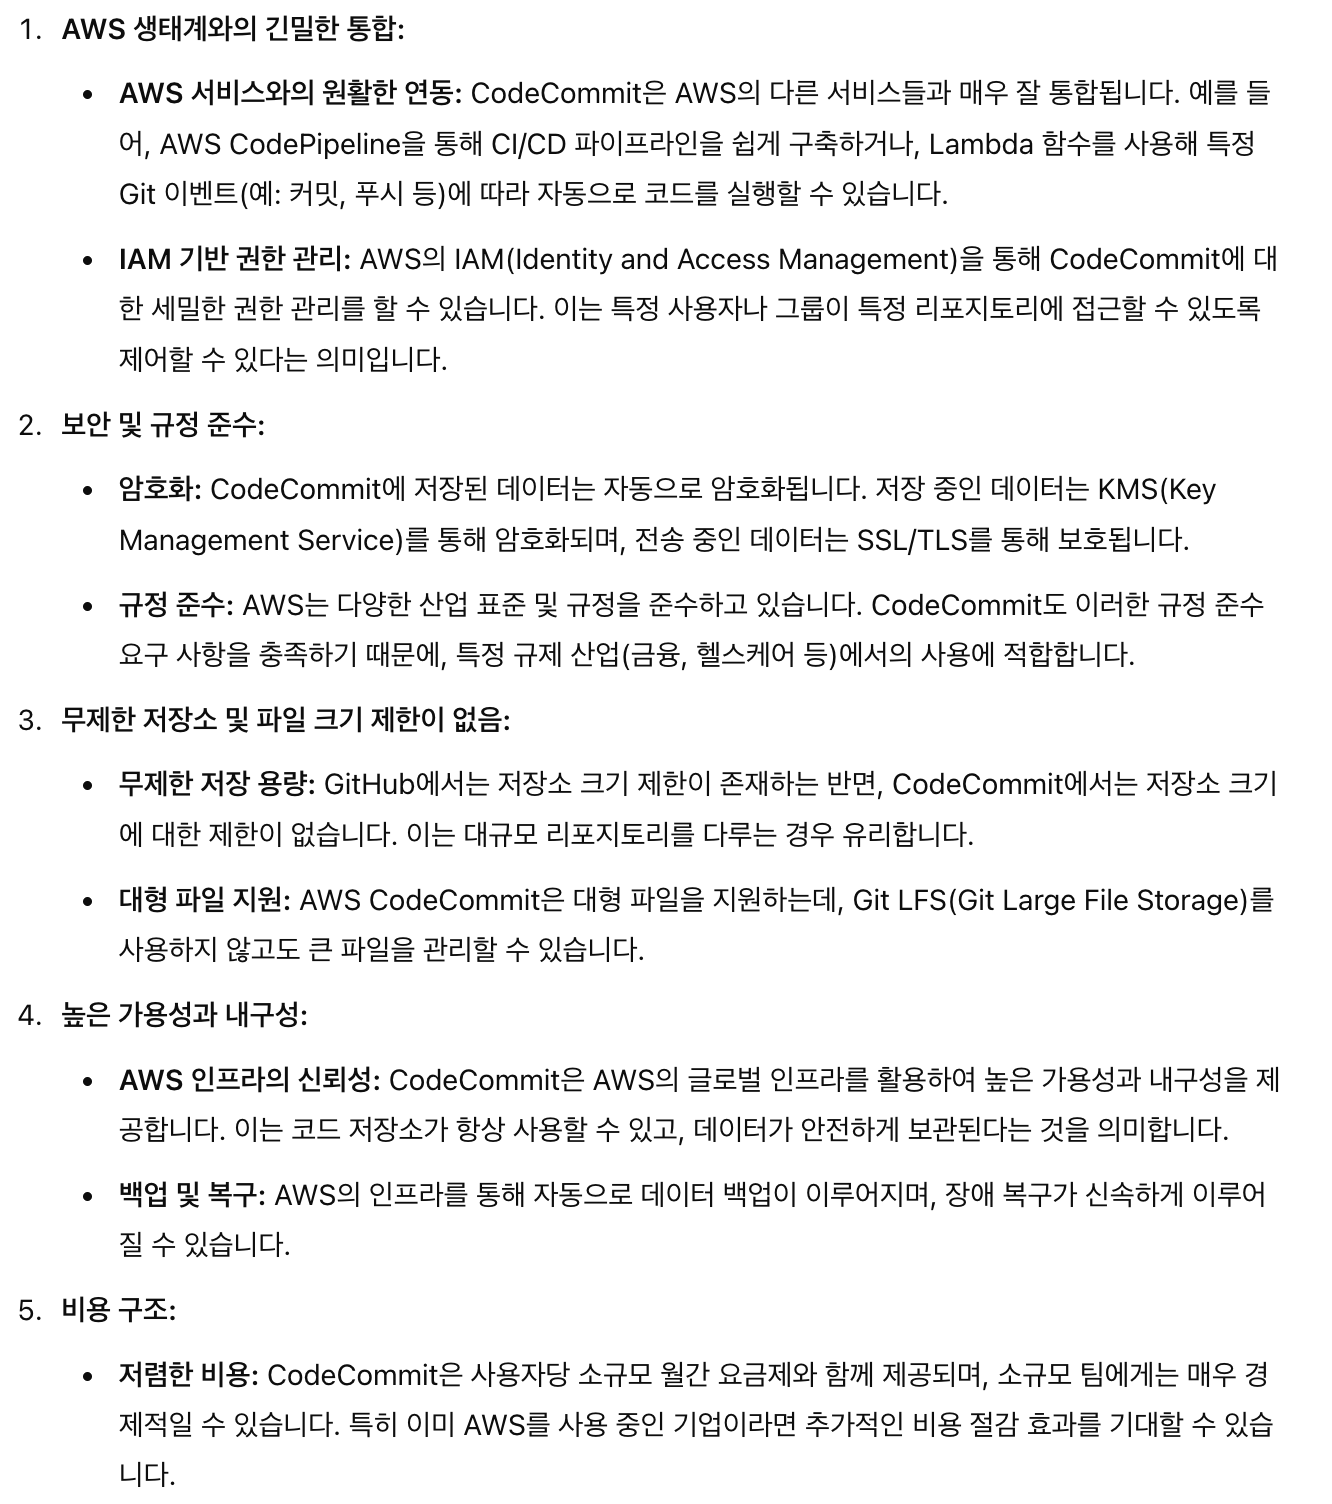 1. AWS 생태계와의 긴밀한 통합:
• AWS 서비스와의 원활한 연동: CodeCommit은 AWS의 다른 서비스들과 매우 잘 통합됩니다. 예를 들
어, AWS CodePipeline을 통해 CI/CD 파이프라인을 쉽게 구축하거나, Lambda 함수를 사용해 특정
Git 이벤트(예: 커밋, 푸시 등)에 따라 자동으로 코드를 실행할 수 있습니다.
• IAM 기반 권한 관리: AWS의 IAM(Identity and Access Management)을 통해 CodeCommit에 대
한 세밀한 권한 관리를 할 수 있습니다. 이는 특정 사용자나 그룹이 특정 리포지토리에 접근할 수 있도록
제어할 수 있다는 의미입니다.
2. 보안 및 규정 준수:
• 암호화: CodeCommit에 저장된 데이터는 자동으로 암호화됩니다. 저장 중인 데이터는 KMS(Key
Management Service)를 통해 암호화되며, 전송 중인 데이터는 SSL/TLS를 통해 보호됩니다.
• 규정 준수: AWS는 다양한 산업 표준 및 규정을 준수하고 있습니다. CodeCommit도 이러한 규정 준수
요구 사항을 충족하기 때문에, 특정 규제 산업(금융, 헬스케어 등)에서의 사용에 적합합니다.
3. 무제한 저장소 및 파일 크기 제한이 없음:
• 무제한 저장 용량: GitHub에서는 저장소 크기 제한이 존재하는 반면, CodeCommit에서는 저장소 크기
에 대한 제한이 없습니다. 이는 대규모 리포지토리를 다루는 경우 유리합니다.
• 대형 파일 지원: AWS CodeCommit은 대형 파일을 지원하는데, Git LFS(Git Large File Storage)를
사용하지 않고도 큰 파일을 관리할 수 있습니다.
4. 높은 가용성과 내구성:
• AWS 인프라의 신뢰성: CodeCommit은 AWS의 글로벌 인프라를 활용하여 높은 가용성과 내구성을 제
공합니다. 이는 코드 저장소가 항상 사용할 수 있고, 데이터가 안전하게 보관된다는 것을 의미합니다.
• 백업 및 복구: AWS의 인프라를 통해 자동으로 데이터 백업이 이루어지며, 장애 복구가 신속하게 이루어
질 수 있습니다.
5. 비용 구조:
• 저렴한 비용: CodeCommit은 사용자당 소규모 월간 요금제와 함께 제공되며, 소규모 팀에게는 매우 경
제적일 수 있습니다. 특히 이미 AWS를 사용 중인 기업이라면 추가적인 비용 절감 효과를 기대할 수 있습
니다.